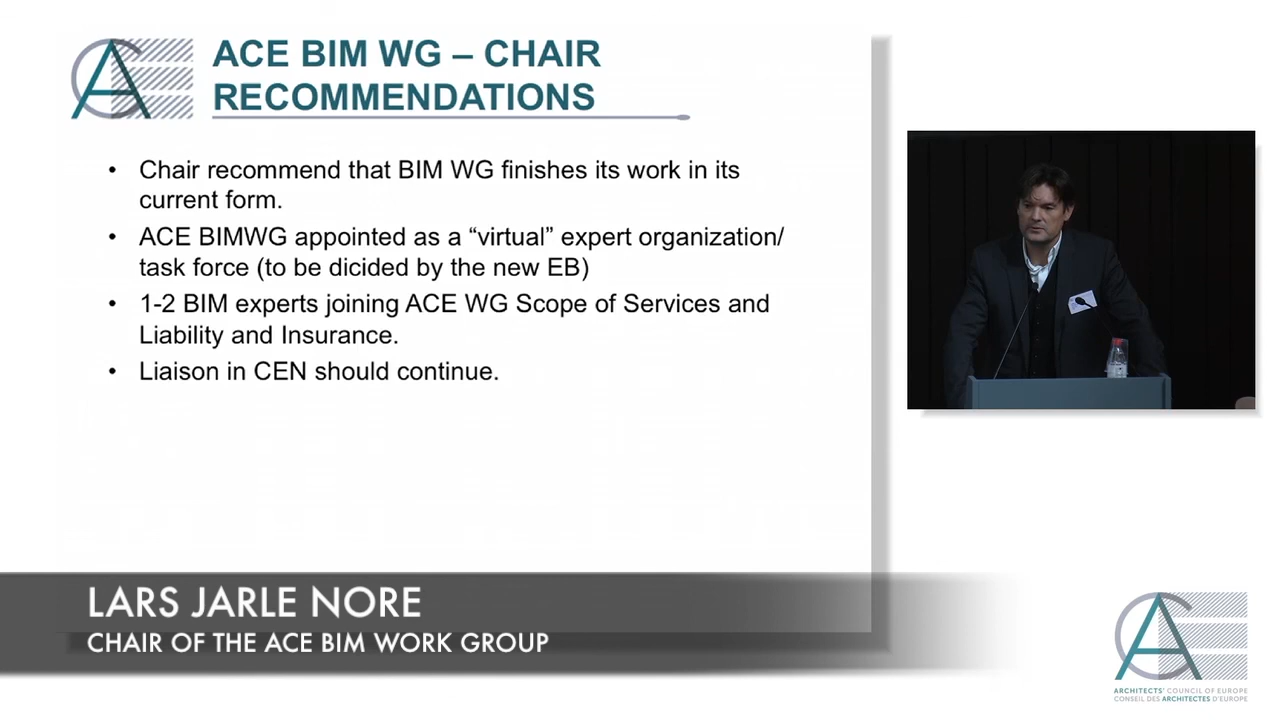 ACE BIM WG – CHAIR
RECOMMENDATIONS
• Chair recommend that BIM WG finishes its work in its
current form.
• ACE BIMWG appointed as a “virtual” expert organization/
task force (to be dicided by the new EB)
• 1-2 BIM experts joining ACE WG Scope of Services and
Liability and Insurance.
• Liaison in CEN should continue.
LARS JARLE NORE
CHAIR OF THE ACE BIM WORK GROUP
ACE
ARCHITECTS' COUNCIL OF EUROPE
CONSEIL DES ARCHITECTES D'EUROPE